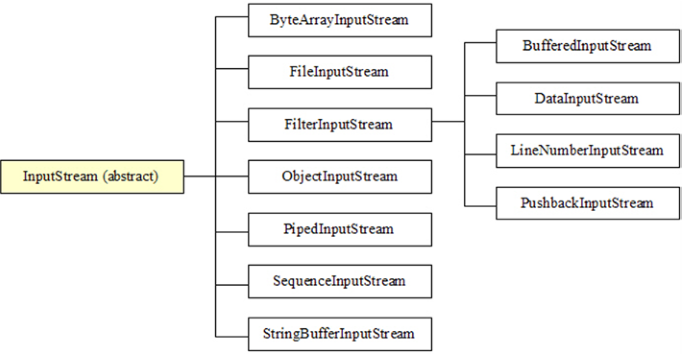 InputStream (abstract)
ByteArrayInputStream
FileInputStream
FilterInputStream
ObjectInputStream
PipedInputStream
SequenceInputStream
StringBufferInputStream
BufferedInputStream
DataInputStream
LineNumberInputStream
PushbackInputStream